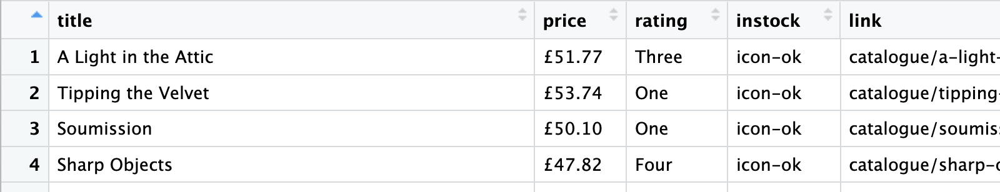 title price rating instock link
1 A Light in the Attic £51.77 Three icon-ok catalogue/a-light-
2 Tipping the Velvet £53.74 One icon-ok catalogue/tipping-
3 Soumission £50.10 One icon-ok catalogue/soumis
4 Sharp Objects £47.82 Four icon-ok catalogue/sharp-